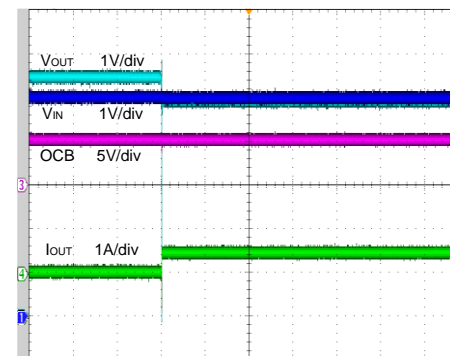 VOUT 1V/div
VIN 1V/div
OCB 5V/div
3
IOUT 1A/div
4
1